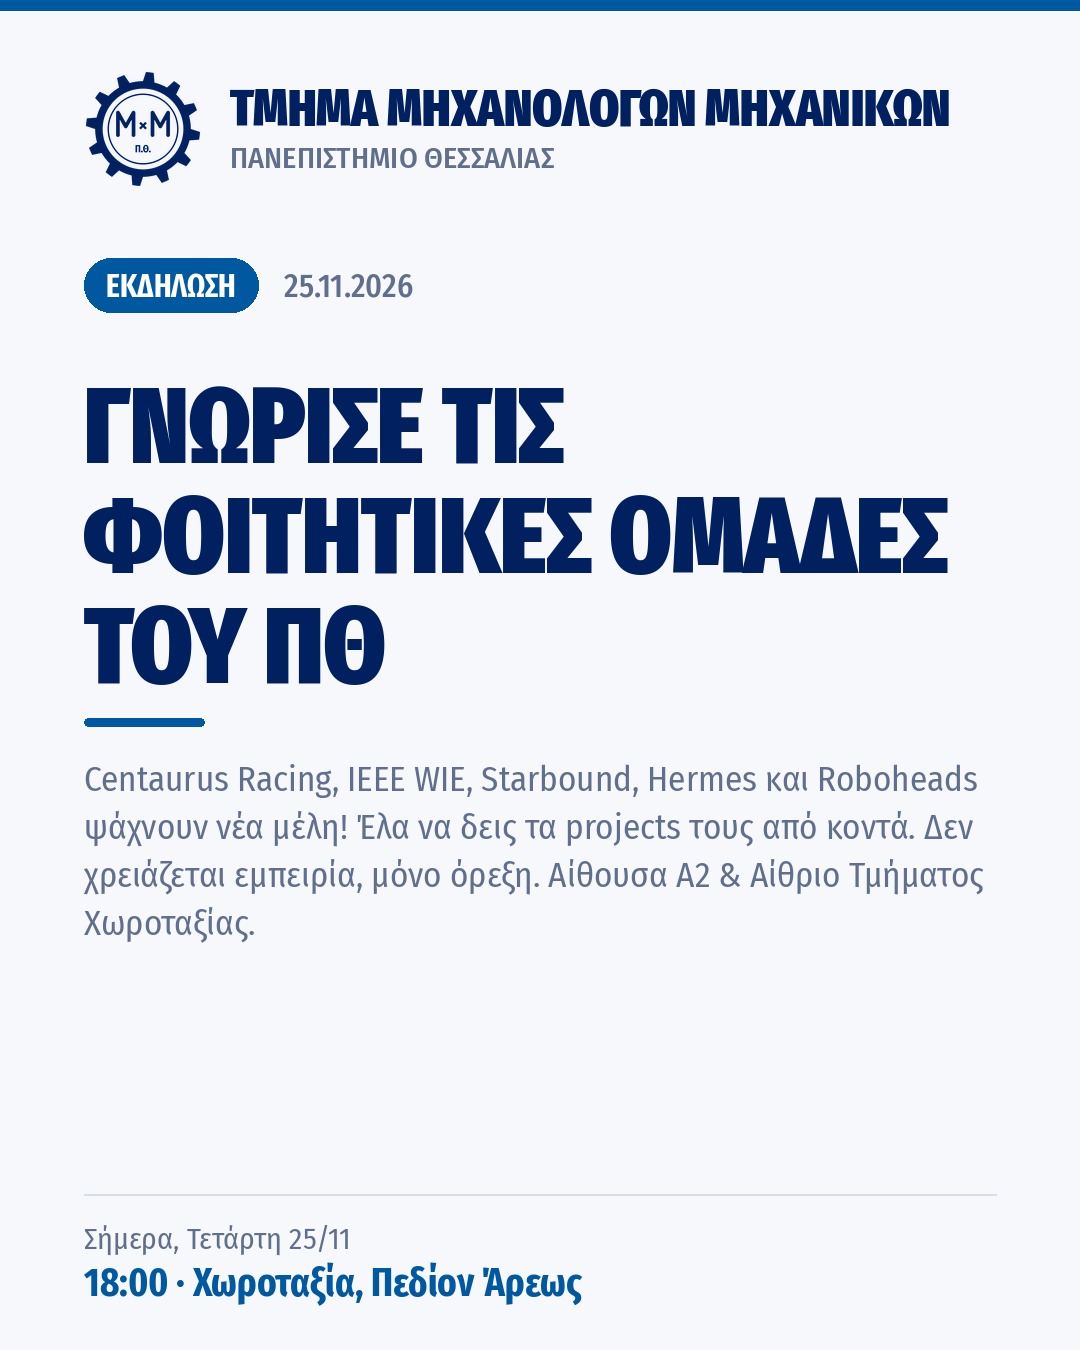 M×M
Π.Θ.
ΤΜΗΜΑ ΜΗΧΑΝΟΛΟΓΩΝ ΜΗΧΑΝΙΚΩΝ
ΠΑΝΕΠΙΣΤΗΜΙΟ ΘΕΣΣΑΛΙΑΣ
ΕΚΔΗΛΩΣΗ 25.11.2026
ΓΝΩΡΙΣΕ ΤΙΣ
ΦΟΙΤΗΤΙΚΕΣ ΟΜΑΔΕΣ
ΤΟΥ ΠΘ
Centaurus Racing, IEEE WIE, Starbound, Hermes και Roboheads
ψάχνουν νέα μέλη! Έλα να δεις τα projects τους από κοντά. Δεν
χρειάζεται εμπειρία, μόνο όρεξη. Αίθουσα Α2 & Αίθριο Τμήματος
Χωροταξίας.
Σήμερα, Τετάρτη 25/11
18:00 · Χωροταξία, Πεδίον Άρεως